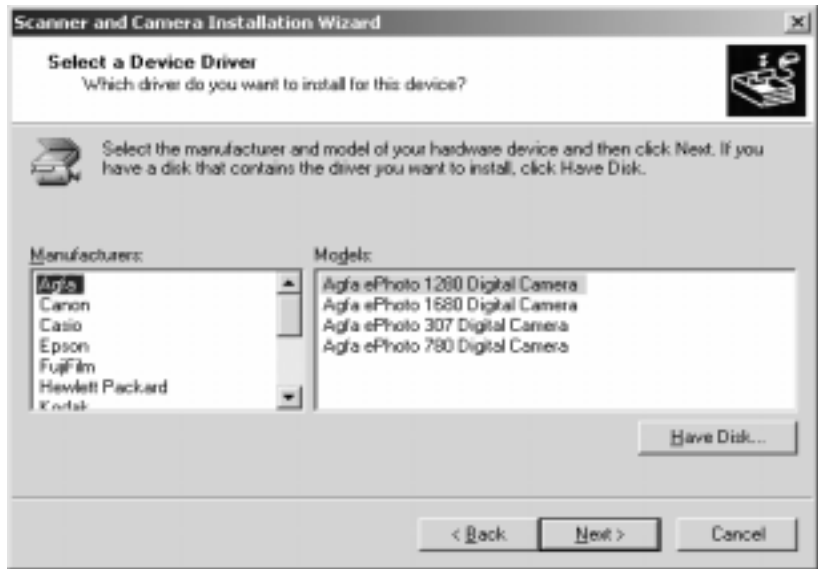 Scanner and Camera Installation Wizard
Select a Device Driver
Which driver do you want to install for this device?
Select the manufacturer and model of your hardware device and then click Next. If you
have a disk that contains the driver you want to install, click Have Disk.
Manufacturers:
Agfa
Canon
Casio
Epson
FujiFilm
Hewlett Packard
Kodak
Models:
Agfa ePhoto 1280 Digital Camera
Agfa ePhoto 1680 Digital Camera
Agfa ePhoto 307 Digital Camera
Agfa ePhoto 780 Digital Camera
Have Disk...
< Back
Next >
Cancel